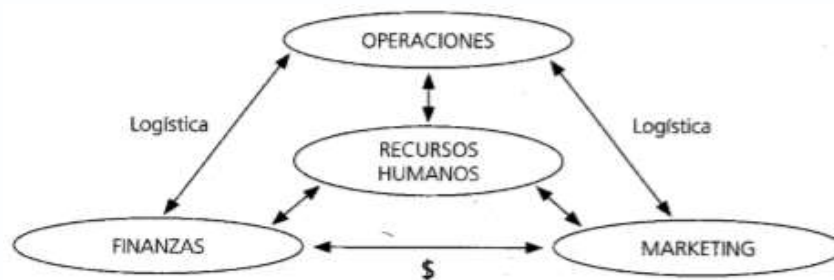 OPERACIONES
Logística
Logística
RECURSOS
HUMANOS
FINANZAS
MARKETING
$